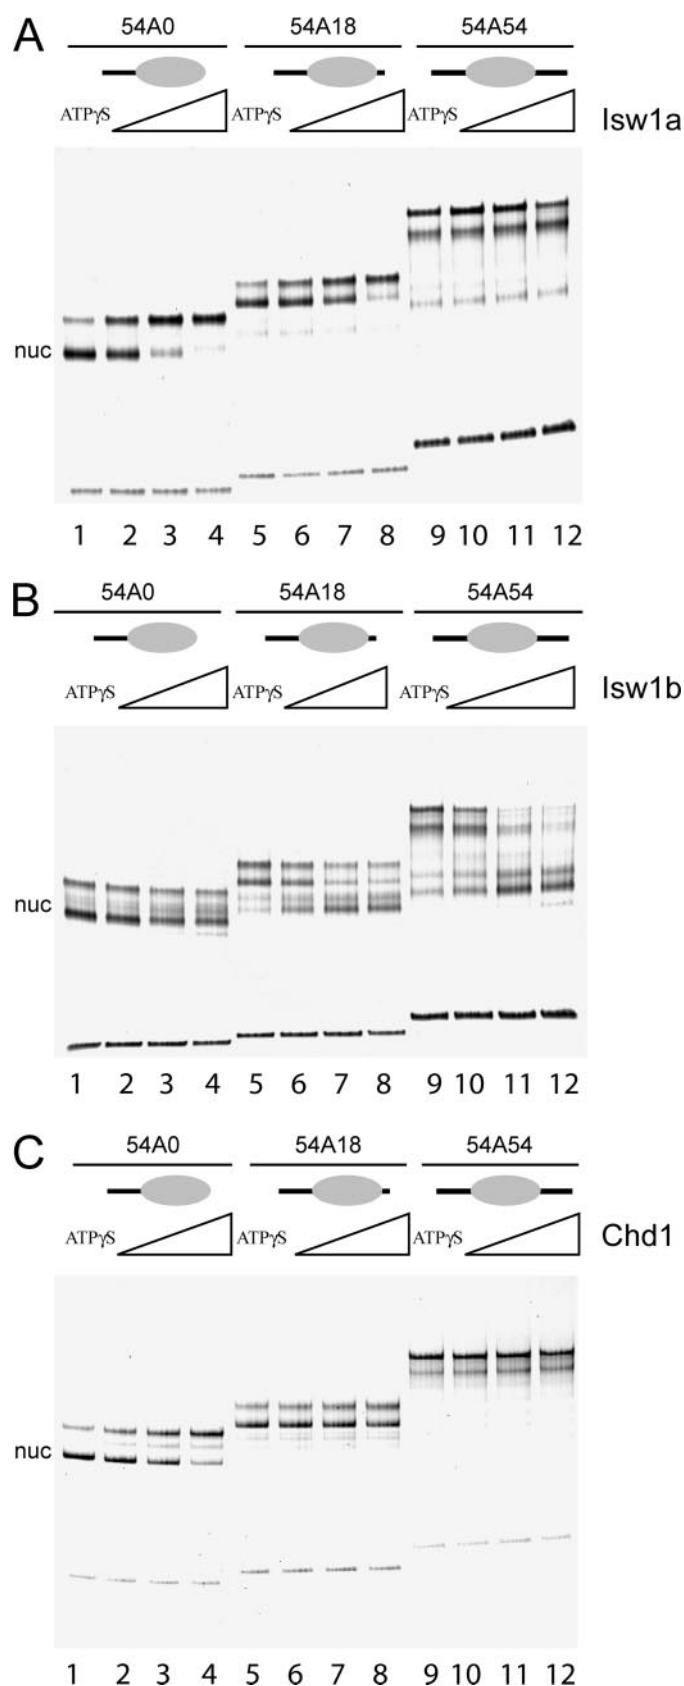 A
54A0 54A18 54A54
ATPγS ATPγS ATPγS Isw1a
nuc
1 2 3 4 5 6 7 8 9 10 11 12
B
54A0 54A18 54A54
ATPγS ATPγS ATPγS Isw1b
nuc
1 2 3 4 5 6 7 8 9 10 11 12
C
54A0 54A18 54A54
ATPγS ATPγS ATPγS Chd1
nuc
1 2 3 4 5 6 7 8 9 10 11 12